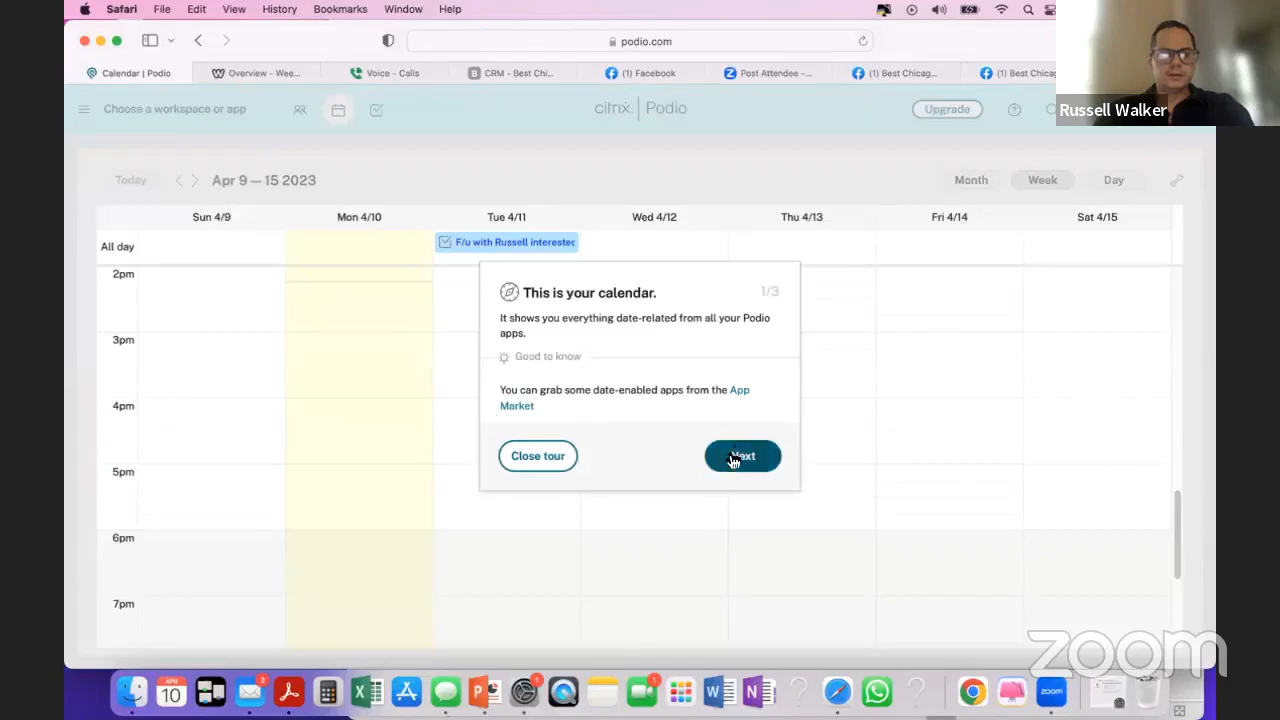 Safari File Edit View History Bookmarks Window Help
podio.com
Calendar | Podio
Overview - Wee...
Voice - Calls
CRM - Best Chi...
(1) Facebook
Post Attendee -...
(1) Best Chicag...
(1) Best Chicag
Russell Walker
Choose a workspace or app
citrix | Podio
Upgrade
Today
Apr 9 — 15 2023
Month
Week
Day
Sun 4/9
Mon 4/10
Tue 4/11
Wed 4/12
Thu 4/13
Fri 4/14
Sat 4/15
All day
F/u with Russell interested
2pm
3pm
4pm
5pm
6pm
7pm
This is your calendar.
1/3
It shows you everything date-related from all your Podio
apps.
Good to know
You can grab some date-enabled apps from the App
Market
Close tour
Next
zoom
APR
10
3
1
1
zoom